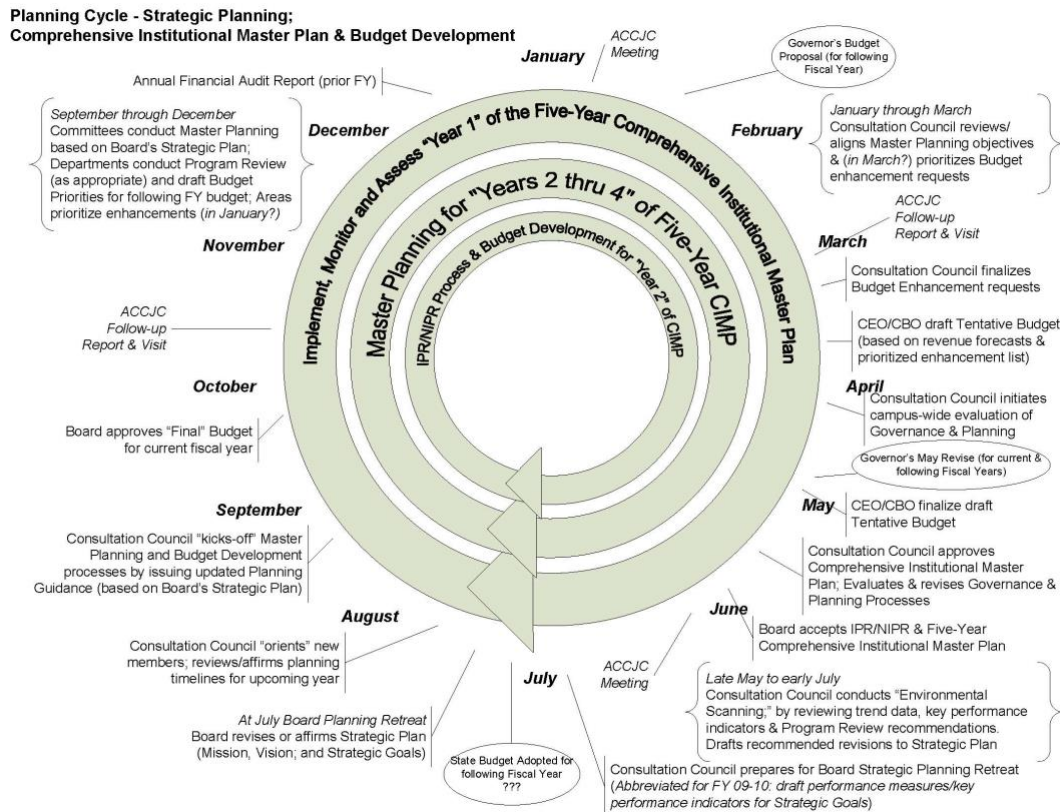 Planning Cycle - Strategic Planning;
Comprehensive Institutional Master Plan & Budget Development
January
ACCJC
Meeting
Governor's Budget
Proposal (for following
Fiscal Year)
February
January through March
Consultation Council reviews/
aligns Master Planning objectives
& (in March?) prioritizes Budget
enhancement requests
ACCJC
Follow-up
Report & Visit
March
Consultation Council finalizes
Budget Enhancement requests
CEO/CBO draft Tentative Budget
(based on revenue forecasts &
prioritized enhancement list)
April
Consultation Council initiates
campus-wide evaluation of
Governance & Planning
Governor's May Revise (for current &
following Fiscal Years)
May
CEO/CBO finalize draft
Tentative Budget
Consultation Council approves
Comprehensive Institutional Master
Plan; Evaluates & revises Governance &
Planning Processes
June
Board accepts IPR/NIPR & Five-Year
Comprehensive Institutional Master Plan
ACCJC
Meeting
Late May to early July
Consultation Council conducts "Environmental
Scanning;" by reviewing trend data, key performance
indicators & Program Review recommendations.
Drafts recommended revisions to Strategic Plan
July
Consultation Council prepares for Board Strategic Planning Retreat
(Abbreviated for FY 09-10: draft performance measures/key
performance indicators for Strategic Goals)
State Budget Adopted for
following Fiscal Year
???
At July Board Planning Retreat
Board revises or affirms Strategic Plan
(Mission, Vision; and Strategic Goals)
August
Consultation Council "orients" new
members; reviews/affirms planning
timelines for upcoming year
September
Consultation Council "kicks-off" Master
Planning and Budget Development
processes by issuing updated Planning
Guidance (based on Board's Strategic Plan)
October
Board approves "Final" Budget
for current fiscal year
ACCJC
Follow-up
Report & Visit
November
September through December
Committees conduct Master Planning
based on Board's Strategic Plan;
Departments conduct Program Review
(as appropriate) and draft Budget
Priorities for following FY budget; Areas
prioritize enhancements (in January?)
December
Annual Financial Audit Report (prior FY)
Implement, Monitor and Assess "Year 1" of the Five-Year Comprehensive Institutional Master Plan
Master Planning for "Years 2 thru 4" of Five-Year CIMP
IPR/NIPR Process & Budget Development for "Year 2" of CIMP